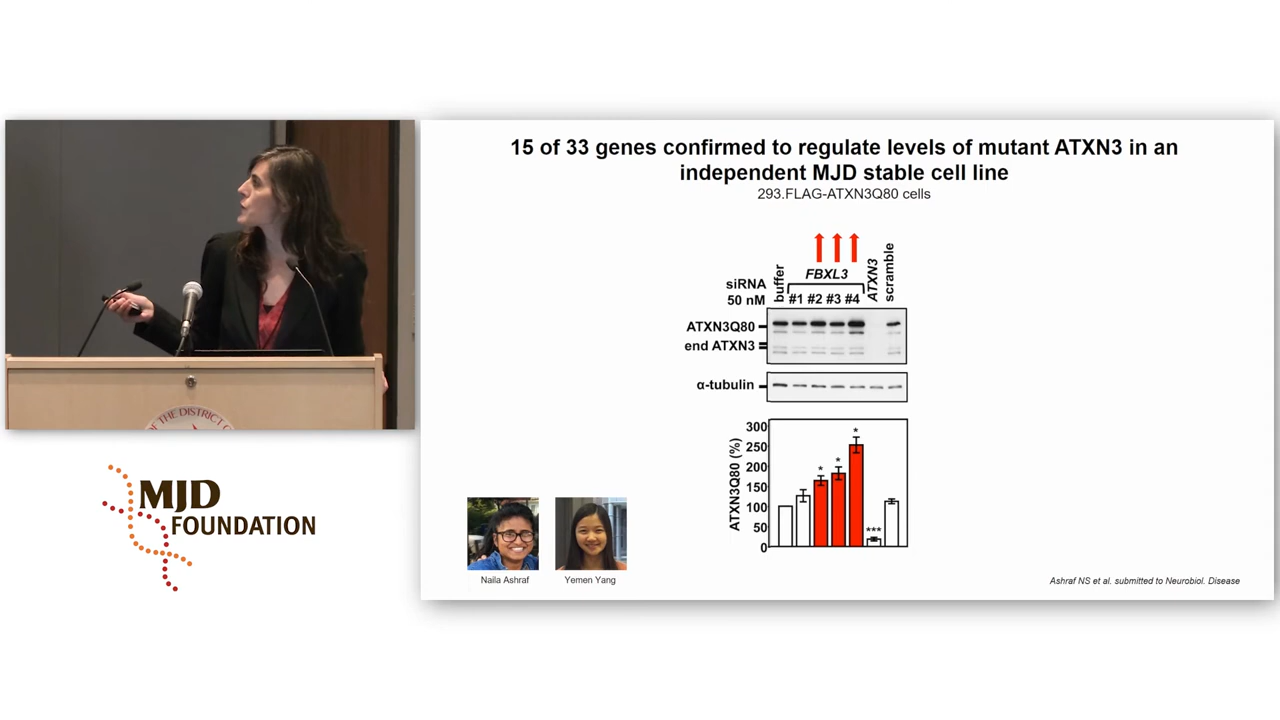 15 of 33 genes confirmed to regulate levels of mutant ATXN3 in an
independent MJD stable cell line
293.FLAG-ATXN3Q80 cells
siRNA
50 nM
buffer
FBXL3
#1 #2 #3 #4
ATXN3
scramble
ATXN3Q80
end ATXN3
α-tubulin
ATXN3Q80 (%)
300
250
200
150
100
50
0
*
*
*
***
OF THE DISTRICT
MJD
FOUNDATION
Naila Ashraf
Yemen Yang
Ashraf NS et al. submitted to Neurobiol. Disease